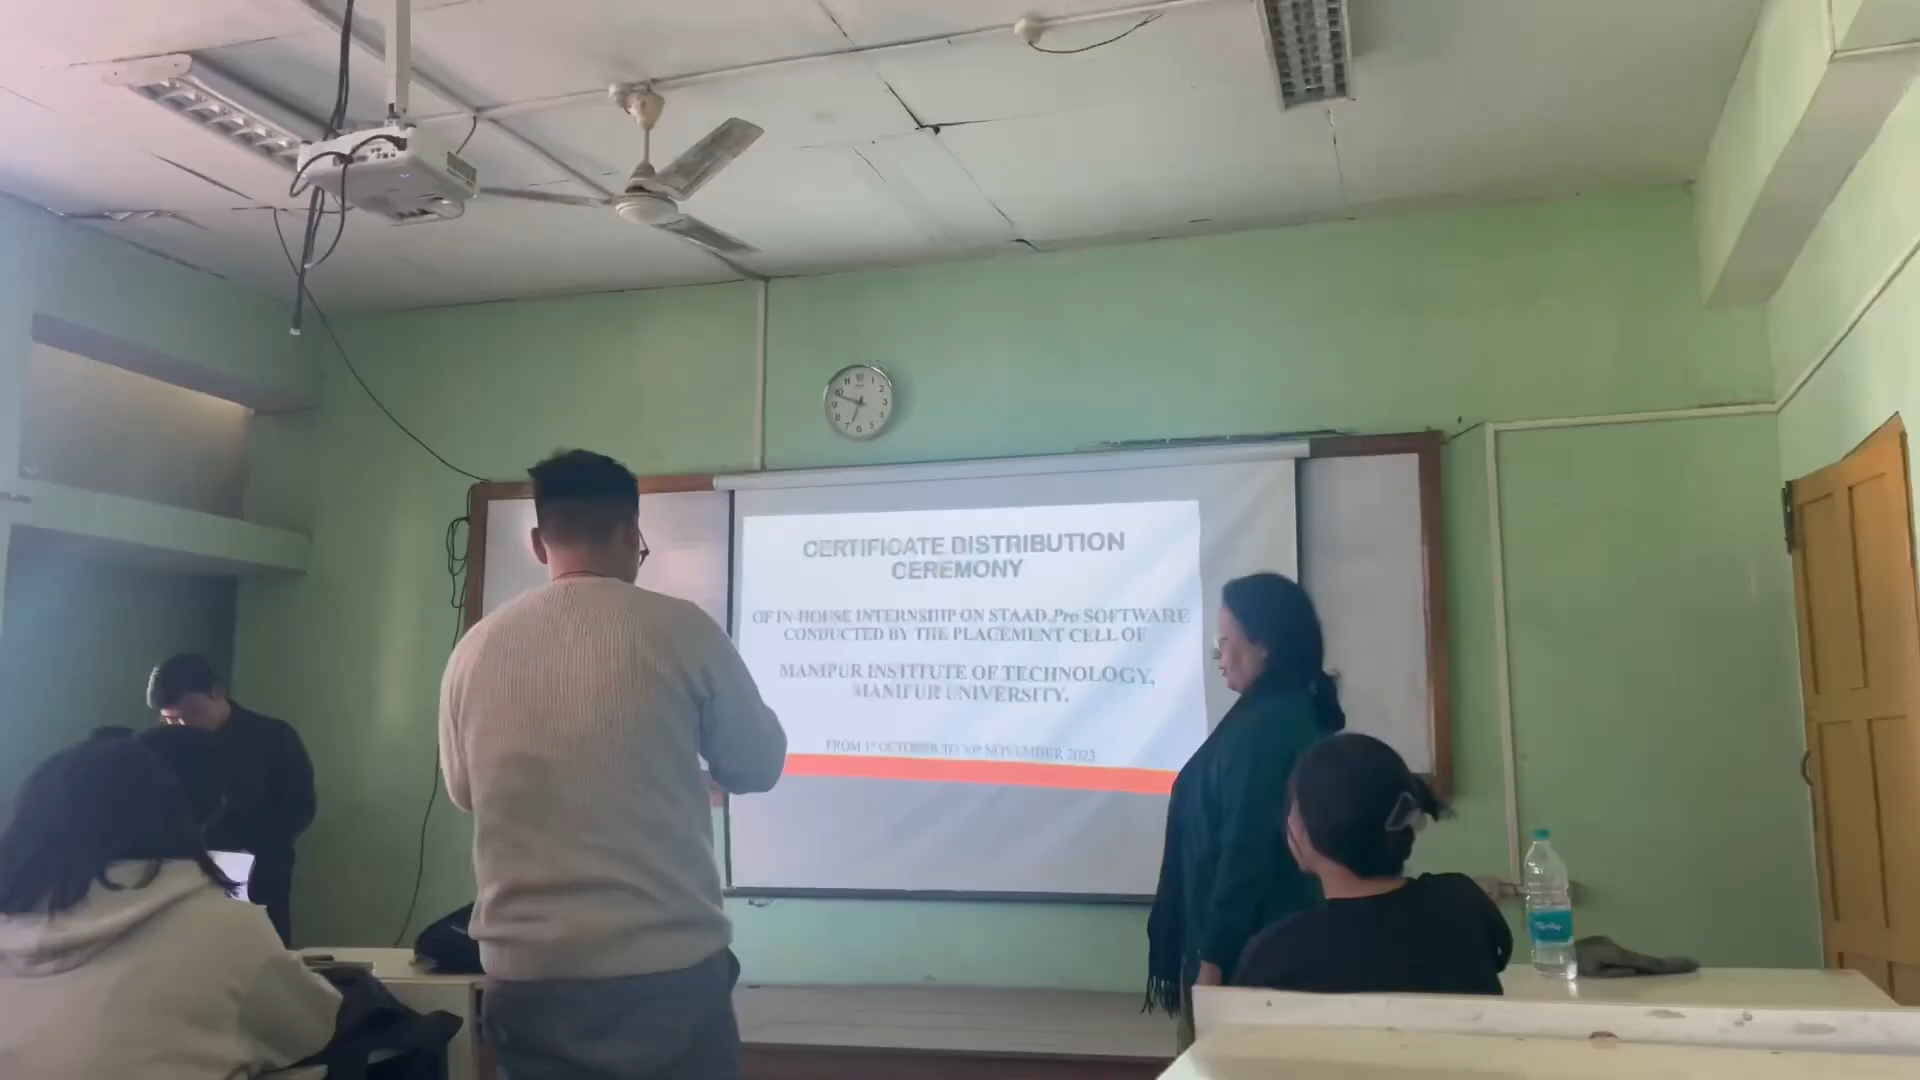 CERTIFICATE DISTRIBUTION
CEREMONY
OF IN-HOUSE INTERNSHIP ON STAAD.Pro SOFTWARE
CONDUCTED BY THE PLACEMENT CELL OF
MANIPUR INSTITUTE OF TECHNOLOGY,
MANIPUR UNIVERSITY.
FROM 1ST OCTOBER TO 30th NOVEMBER 2023